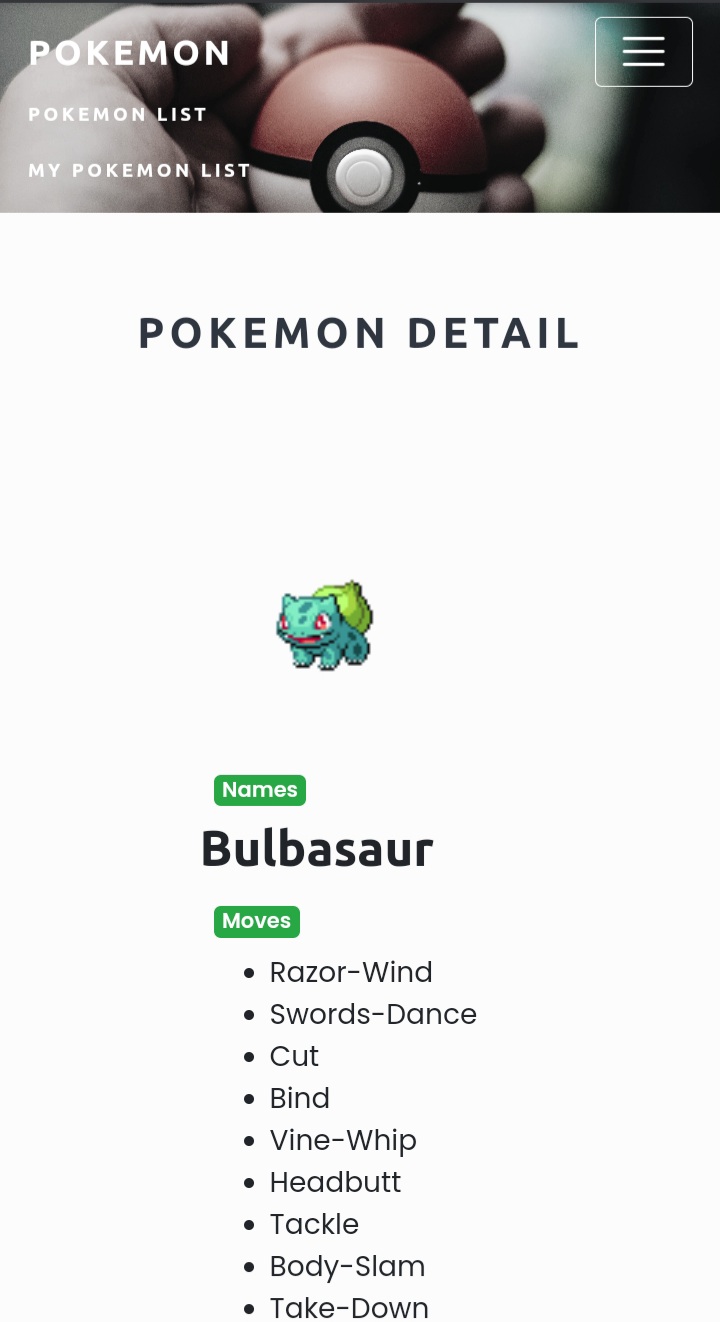 POKEMON
POKEMON LIST
MY POKEMON LIST
POKEMON DETAIL
Names
Bulbasaur
Moves
Razor-Wind
Swords-Dance
Cut
Bind
Vine-Whip
Headbutt
Tackle
Body-Slam
Take-Down